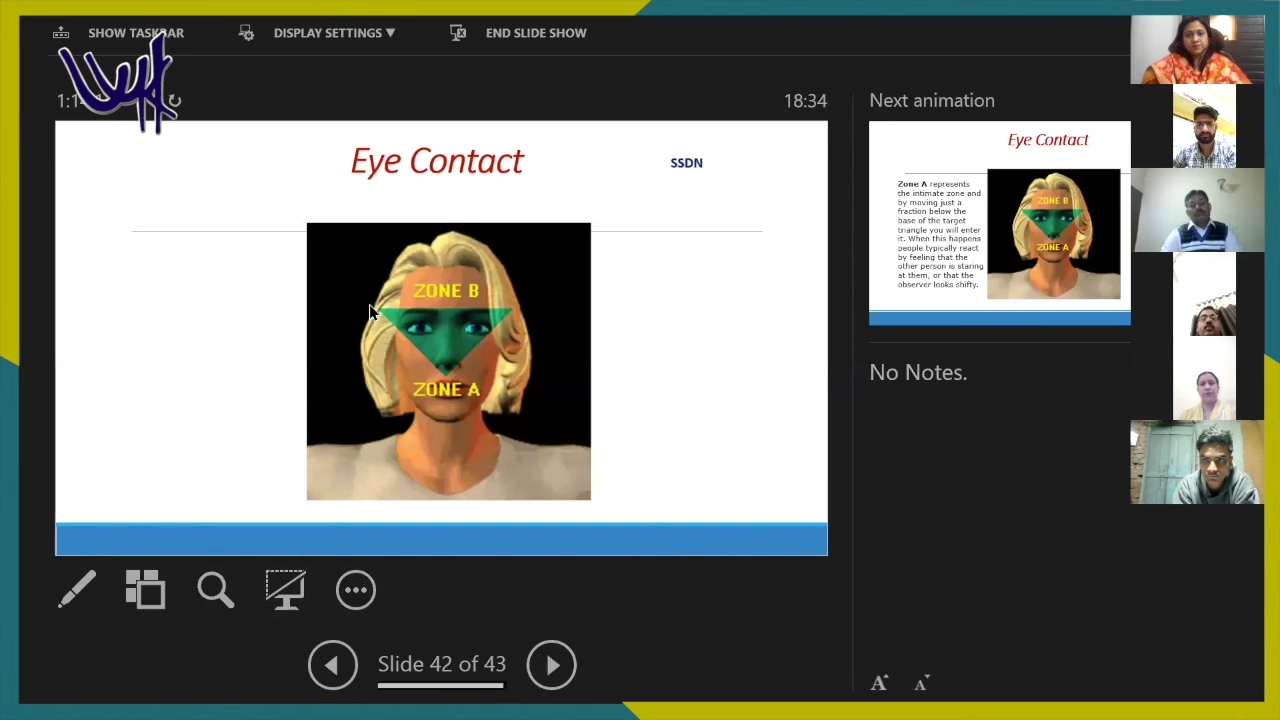 SHOW TASKBAR
DISPLAY SETTINGS ▼
END SLIDE SHOW
18:34
Eye Contact
SSDN
ZONE B
ZONE A
Next animation
Eye Contact
Zone A represents
the intimate zone and
by moving just a
fraction below the
base of the target
triangle you will enter
it. When this happens
people typically react
by feeling that the
other person is staring
at them, or that the
observer looks shifty.
ZONE B
ZONE A
No Notes.
Slide 42 of 43
A A